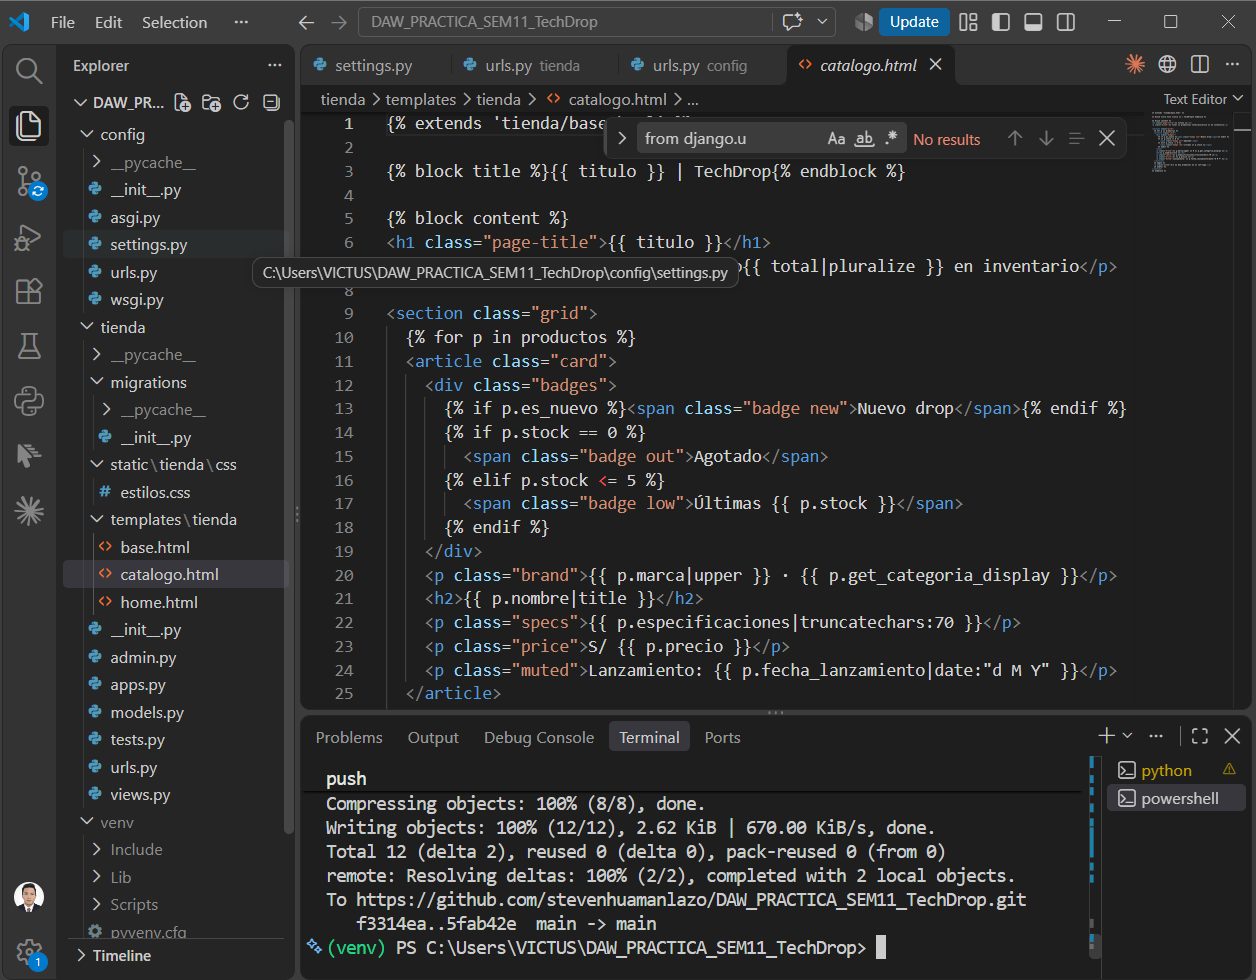 File Edit Selection ··· DAW_PRACTICA_SEM11_TechDrop Update
Explorer ···
DAW_PR...
config
__pycache__
__init__.py
asgi.py
settings.py
urls.py
wsgi.py
tienda
__pycache__
migrations
__pycache__
__init__.py
static\tienda\css
# estilos.css
templates\tienda
<> base.html
<> catalogo.html
<> home.html
__init__.py
admin.py
apps.py
models.py
tests.py
urls.py
views.py
venv
Include
Lib
Scripts
pyvenv.cfg
Timeline
1
settings.py urls.py tienda urls.py config <> catalogo.html
tienda > templates > tienda > <> catalogo.html > ... Text Editor
from django.u Aa ab .* No results
C:\Users\VICTUS\DAW_PRACTICA_SEM11_TechDrop\config\settings.py
1 {% extends 'tienda/base
2
3 {% block title %}{{ titulo }} | TechDrop{% endblock %}
4
5 {% block content %}
6 <h1 class="page-title">{{ titulo }}</h1>
{{ total|pluralize }} en inventario</p>
8
9 <section class="grid">
10 {% for p in productos %}
11 <article class="card">
12 <div class="badges">
13 {% if p.es_nuevo %}<span class="badge new">Nuevo drop</span>{% endif %}
14 {% if p.stock == 0 %}
15 <span class="badge out">Agotado</span>
16 {% elif p.stock <= 5 %}
17 <span class="badge low">Últimas {{ p.stock }}</span>
18 {% endif %}
19 </div>
20 <p class="brand">{{ p.marca|upper }} · {{ p.get_categoria_display }}</p>
21 <h2>{{ p.nombre|title }}</h2>
22 <p class="specs">{{ p.especificaciones|truncatechars:70 }}</p>
23 <p class="price">S/ {{ p.precio }}</p>
24 <p class="muted">Lanzamiento: {{ p.fecha_lanzamiento|date:"d M Y" }}</p>
25 </article>
Problems Output Debug Console Terminal Ports
push
Compressing objects: 100% (8/8), done.
Writing objects: 100% (12/12), 2.62 KiB | 670.00 KiB/s, done.
Total 12 (delta 2), reused 0 (delta 0), pack-reused 0 (from 0)
remote: Resolving deltas: 100% (2/2), completed with 2 local objects.
To https://github.com/stevenhuamanlazo/DAW_PRACTICA_SEM11_TechDrop.git
f3314ea..5fab42e main -> main
(venv) PS C:\Users\VICTUS\DAW_PRACTICA_SEM11_TechDrop>
python
powershell